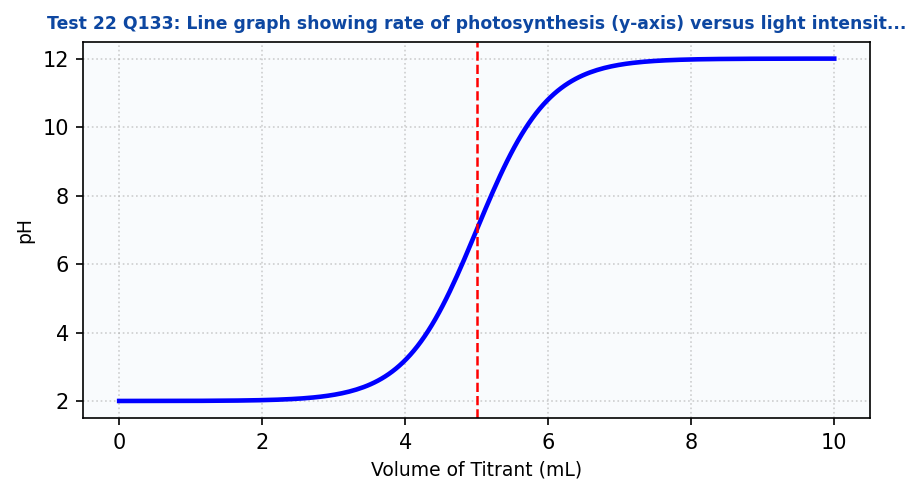 Test 22 Q133: Line graph showing rate of photosynthesis (y-axis) versus light intensit...
12
10
8
6
4
2
pH
0 2 4 6 8 10
Volume of Titrant (mL)